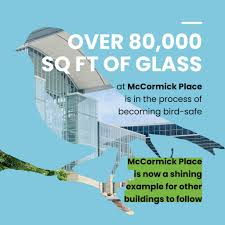 OVER 80,000
SQ FT OF GLASS
at McCormick Place
is in the process of
becoming bird-safe
McCormick Place
is now a shining
example for other
buildings to follow